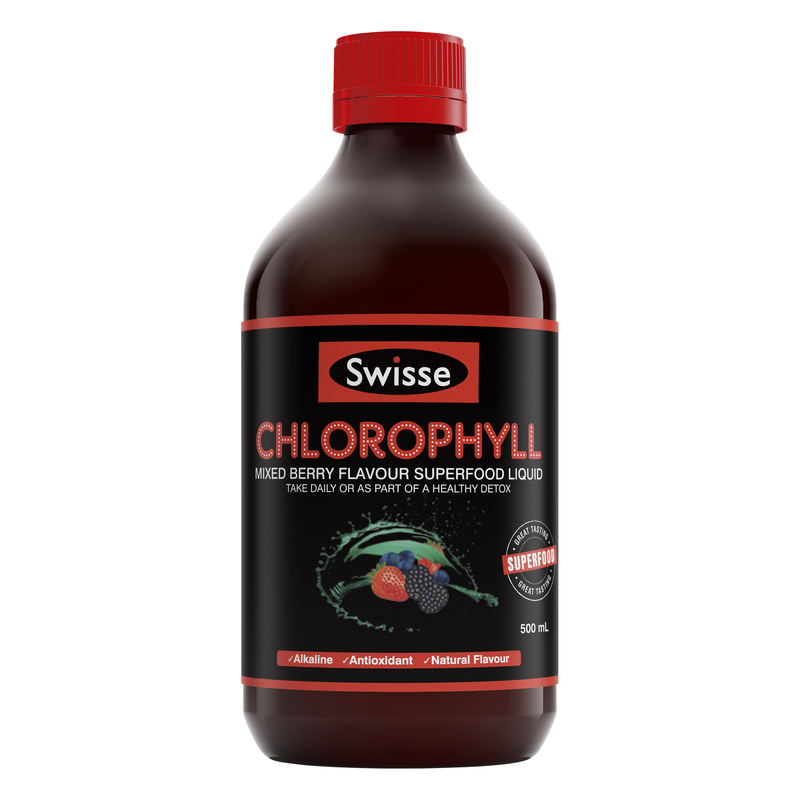 Swisse
CHLOROPHYLL
MIXED BERRY FLAVOUR SUPERFOOD LIQUID
TAKE DAILY OR AS PART OF A HEALTHY DETOX
GREAT TASTING
SUPERFOOD
GREAT TASTING
500 mL
✓Alkaline ✓Antioxidant ✓Natural Flavour